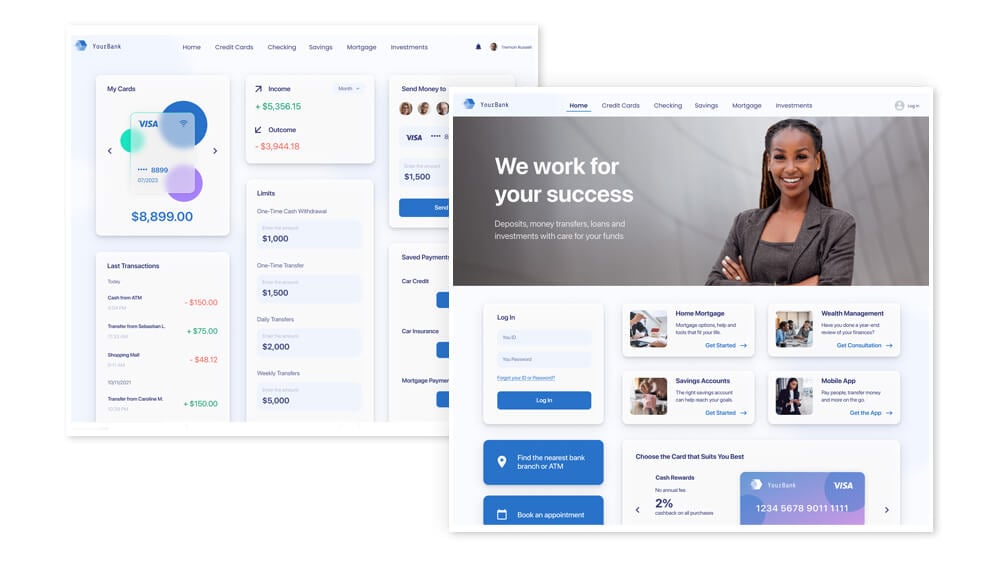 YourBank
Home Credit Cards Checking Savings Mortgage Investments
Tremon Russell
My Cards
VISA
•••• 8899
07/2023
$8,899.00
Last Transactions
Today
Cash from ATM
- $150.00
4:04 PM
Transfer from Sebastian L.
+ $75.00
11:33 AM
Shopping Mall
- $48.12
9:11 AM
10/11/2021
Transfer from Caroline M.
+ $150.00
10:39 PM
Income
Month
+ $5,356.15
Outcome
- $3,944.18
Limits
One-Time Cash Withdrawal
Enter the amount
$1,000
One-Time Transfer
Enter the amount
$1,500
Daily Transfers
Enter the amount
$2,000
Weekly Transfers
Enter the amount
$5,000
Send Money to
VISA •••• 8
Enter the amount
$1,500
Send
Saved Payments
Car Credit
Car Insurance
Mortgage Payme
YourBank
Home Credit Cards Checking Savings Mortgage Investments
Log In
We work for
your success
Deposits, money transfers, loans and
investments with care for your funds
Log In
You ID
You Password
Forgot your ID or Password?
Log In
Home Mortgage
Mortgage options, help and
tools that fit your life.
Get Started
Wealth Management
Have you done a year-end
review of your finances?
Get Consultation
Savings Accounts
The right savings account
can help reach your goals.
Get Started
Mobile App
Pay people, transfer money
and more on the go.
Get the App
Find the nearest bank
branch or ATM
Book an appointment
Choose the Card that Suits You Best
Cash Rewards
No annual fee.
2%
cashback on all purchases
YourBank VISA
1234 5678 9011 1111